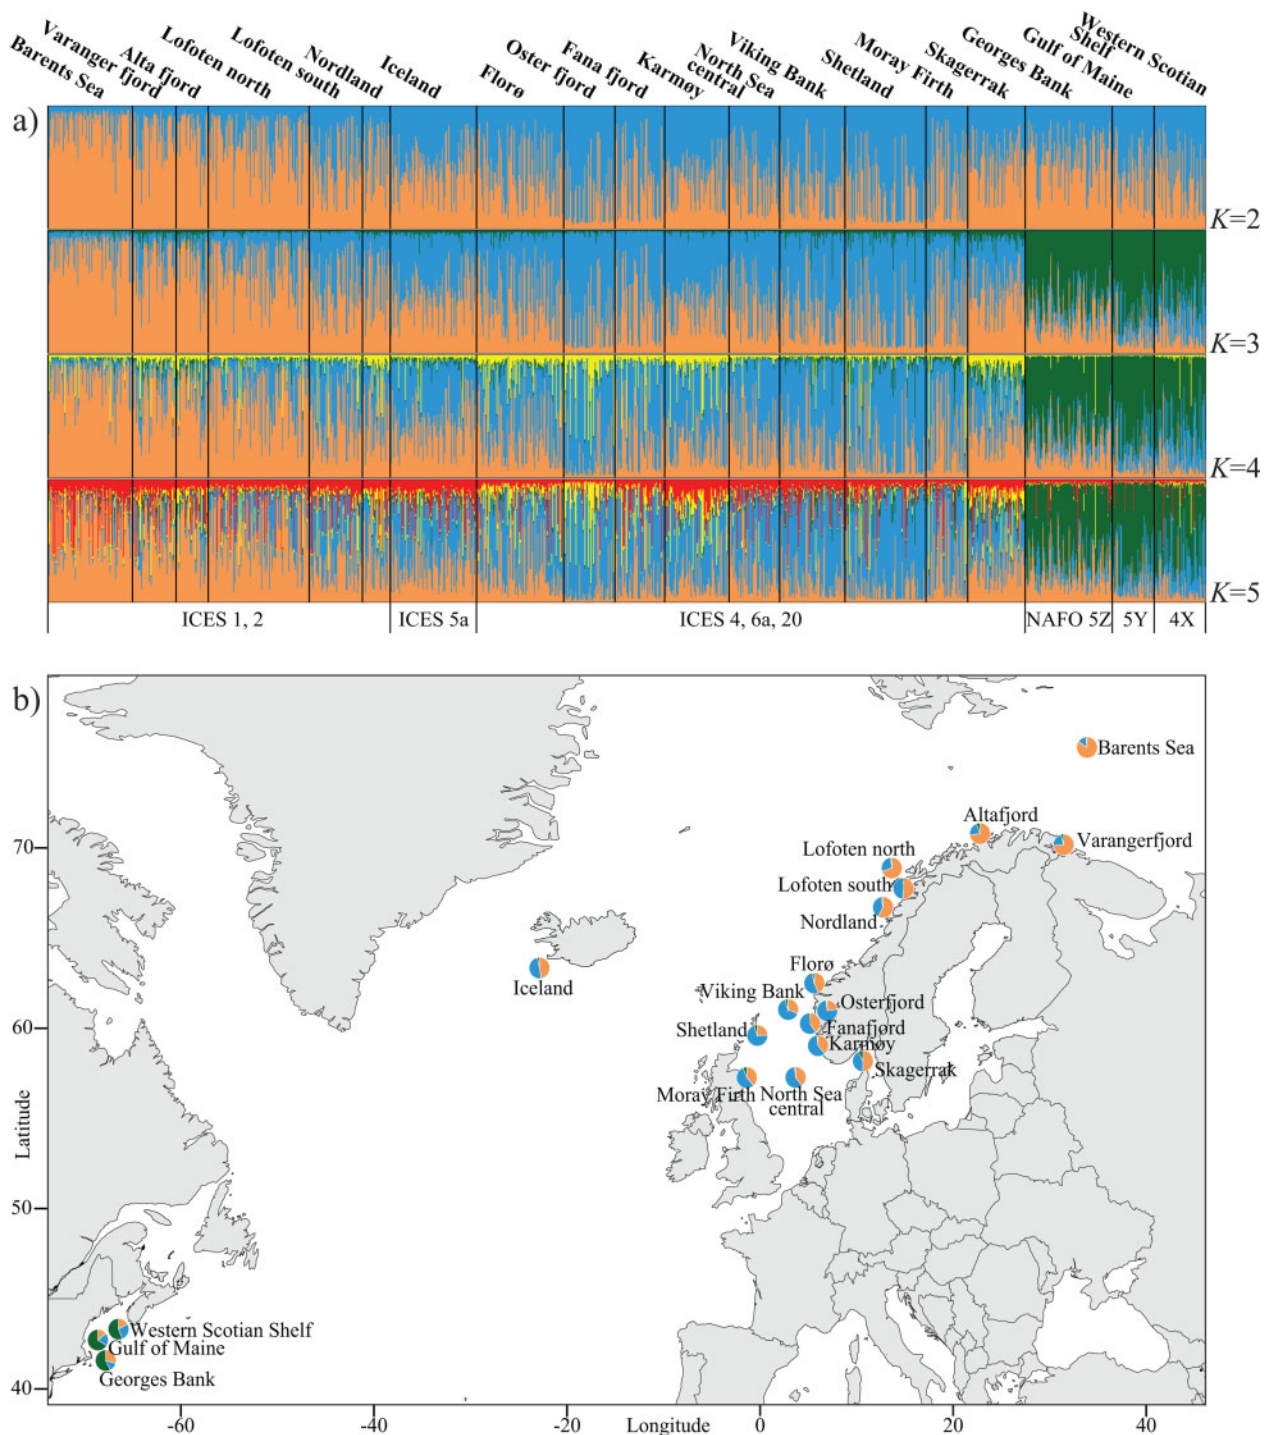 a)
Barents Sea
Varanger fjord
Alta fjord
Lofoten north
Lofoten south
Nordland
Iceland
Florø
Oster fjord
Fana fjord
Karmøy
North Sea
central
Viking Bank
Shetland
Moray Firth
Skagerrak
Georges Bank
Gulf of Maine
Western Scotian
Shelf
K=2
K=3
K=4
K=5
ICES 1, 2
ICES 5a
ICES 4, 6a, 20
NAFO 5Z
5Y
4X
b)
Barents Sea
Altafjord
Varangerfjord
Lofoten north
Lofoten south
Nordland
Iceland
Florø
Viking Bank
Osterfjord
Shetland
Fanafjord
Karmøy
Skagerrak
Moray Firth
North Sea
central
Western Scotian Shelf
Gulf of Maine
Georges Bank
Latitude
70
60
50
40
-60
-40
-20
Longitude
0
20
40